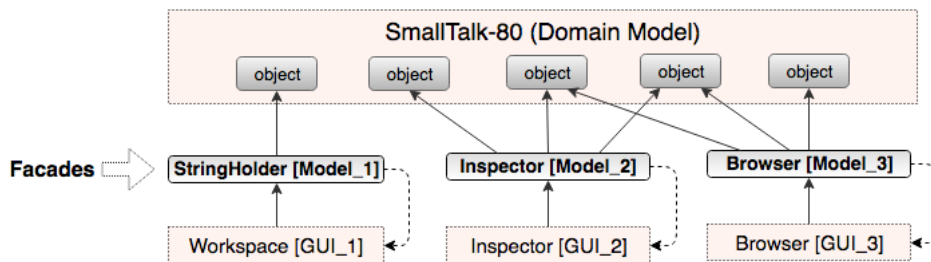 SmallTalk-80 (Domain Model)
object
object
object
object
object
Facades
StringHolder [Model_1]
Inspector [Model_2]
Browser [Model_3]
Workspace [GUI_1]
Inspector [GUI_2]
Browser [GUI_3]